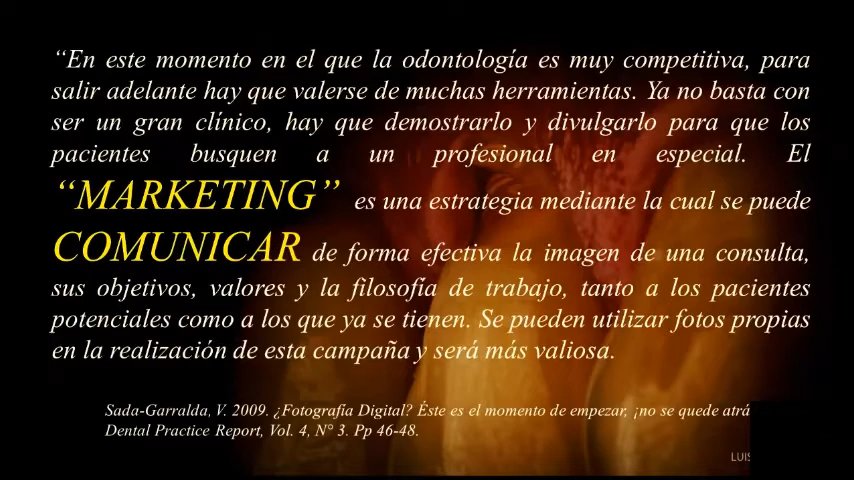 “En este momento en el que la odontología es muy competitiva, para
salir adelante hay que valerse de muchas herramientas. Ya no basta con
ser un gran clínico, hay que demostrarlo y divulgarlo para que los
pacientes busquen a un profesional en especial. El
“MARKETING” es una estrategia mediante la cual se puede
COMUNICAR de forma efectiva la imagen de una consulta,
sus objetivos, valores y la filosofía de trabajo, tanto a los pacientes
potenciales como a los que ya se tienen. Se pueden utilizar fotos propias
en la realización de esta campaña y será más valiosa.
Sada-Garralda, V. 2009. ¿Fotografía Digital? Éste es el momento de empezar, ¡no se quede atrá
Dental Practice Report, Vol. 4, N° 3. Pp 46-48.
LUIS